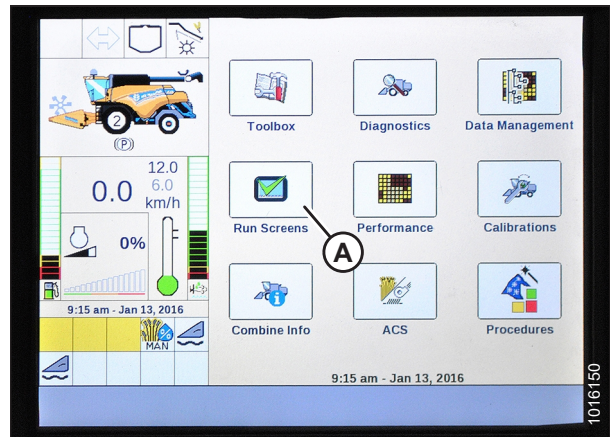 2
(P)
12.0
6.0
0.0
km/h
F
0%
9:15 am - Jan 13, 2016
%
MAN
Toolbox
Diagnostics
Data Management
Run Screens
Performance
Calibrations
A
Combine Info
ACS
Procedures
9:15 am - Jan 13, 2016
1016150